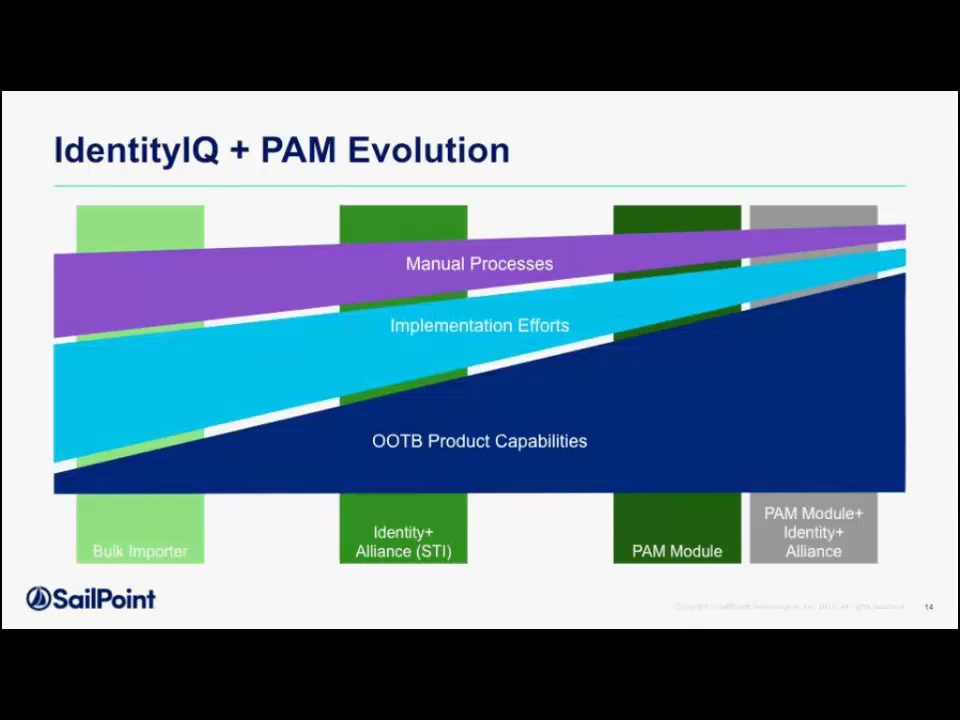 IdentityIQ + PAM Evolution
Manual Processes
Implementation Efforts
OOTB Product Capabilities
Bulk Importer
Identity+
Alliance (STI)
PAM Module
PAM Module+
Identity+
Alliance
SailPoint
14